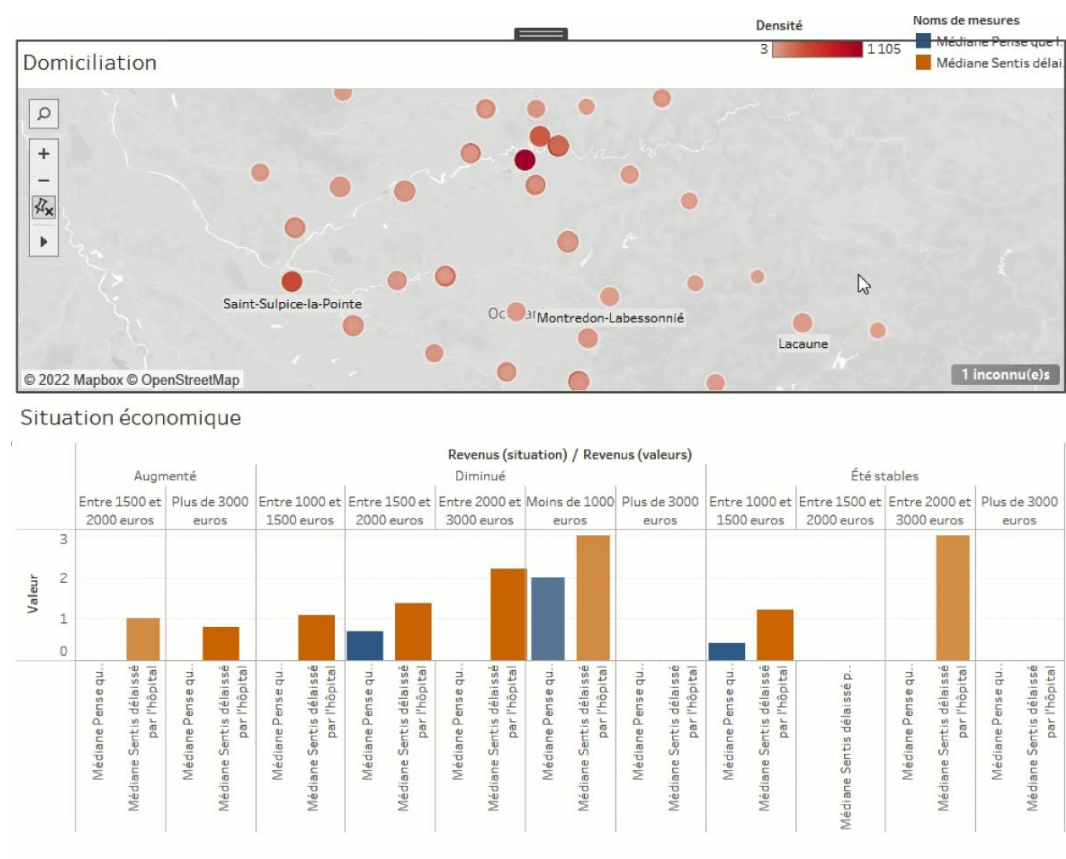 Densité
3
1 105
Noms de mesures
Médiane Pense que l.
Médiane Sentis délai.
Domiciliation
Saint-Sulpice-la-Pointe
Montredon-Labessonnié
Lacaune
© 2022 Mapbox © OpenStreetMap
1 inconnu(e)s
Situation économique
Revenus (situation) / Revenus (valeurs)
Augmenté
Diminué
Été stables
Entre 1500 et
2000 euros
Plus de 3000
euros
Entre 1000 et
1500 euros
Entre 1500 et
2000 euros
Entre 2000 et
3000 euros
Moins de 1000
euros
Plus de 3000
euros
Entre 1000 et
1500 euros
Entre 1500 et
2000 euros
Entre 2000 et
3000 euros
Plus de 3000
euros
Valeur
3
2
1
0
Médiane Pense qu..
Médiane Sentis délaissé
par l'hôpital
Médiane Pense qu..
Médiane Sentis délaissé
par l'hôpital
Médiane Pense qu..
Médiane Sentis délaissé
par l'hôpital
Médiane Pense qu..
Médiane Sentis délaissé
par l'hôpital
Médiane Pense qu..
Médiane Sentis délaissé
par l'hôpital
Médiane Pense qu..
Médiane Sentis délaissé
par l'hôpital
Médiane Pense qu..
Médiane Sentis délaissé
par l'hôpital
Médiane Pense qu..
Médiane Sentis délaissé
par l'hôpital
Médiane Sentis délaissé p...
Médiane Pense qu..
Médiane Sentis délaissé
par l'hôpital
Médiane Pense qu..
Médiane Sentis délaissé
par l'hôpital